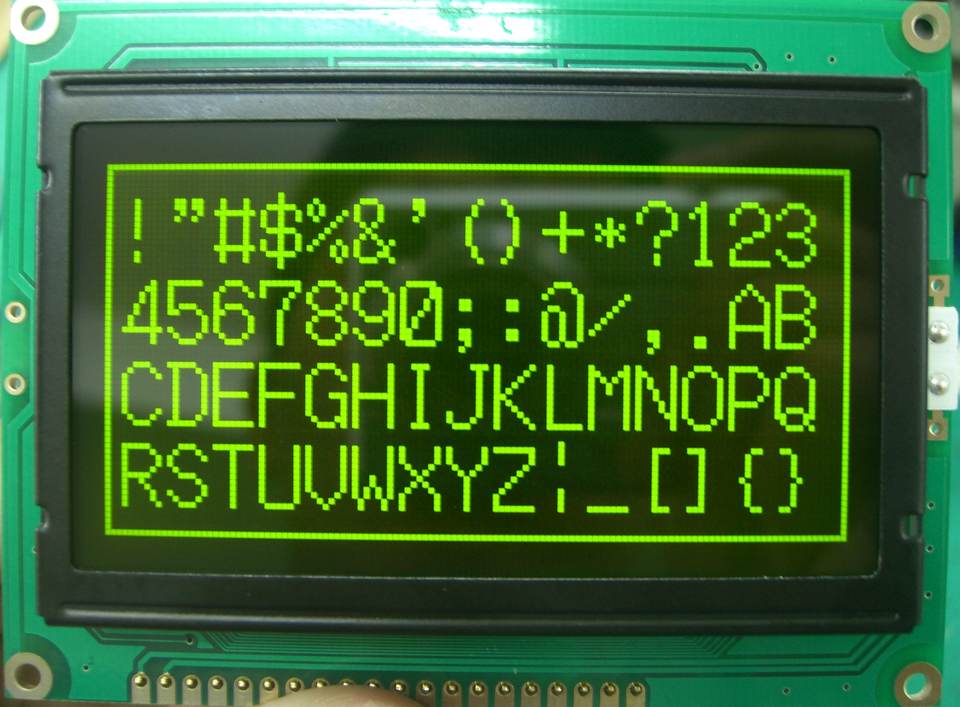 !"#$%&'()+*?123
4567890;:@/,.AB
CDEFGHIJKLMNOPQ
RSTUVWXYZ¦_[]{}